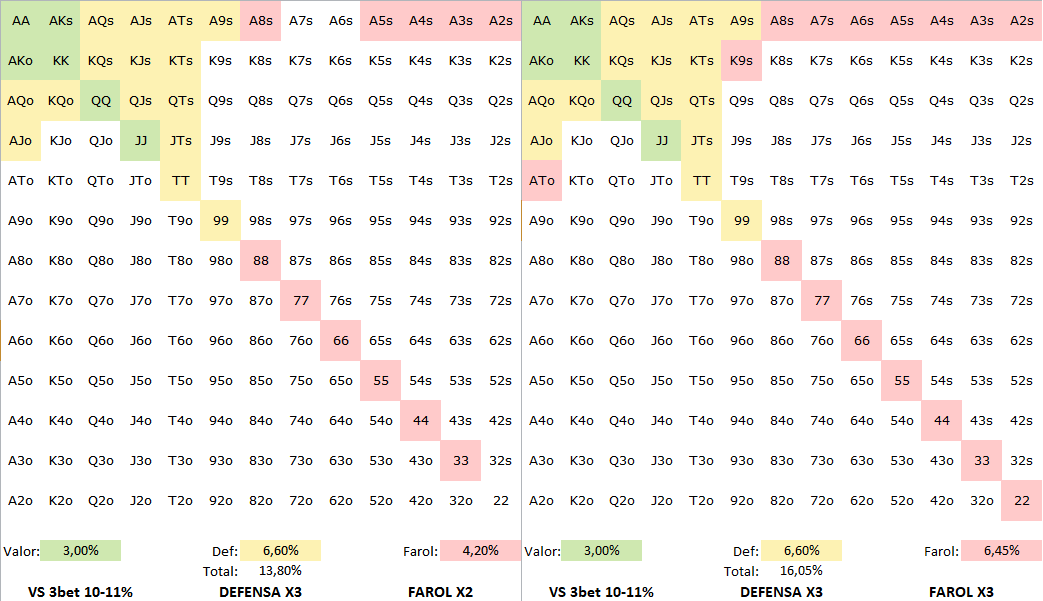 AA AKs AQs AJs ATs A9s A8s A7s A6s A5s A4s A3s A2s AA AKs AQs AJs ATs A9s A8s A7s A6s A5s A4s A3s A2s
AKo KK KQs KJs KTs K9s K8s K7s K6s K5s K4s K3s K2s AKo KK KQs KJs KTs K9s K8s K7s K6s K5s K4s K3s K2s
AQo KQo QQ QJs QTs Q9s Q8s Q7s Q6s Q5s Q4s Q3s Q2s AQo KQo QQ QJs QTs Q9s Q8s Q7s Q6s Q5s Q4s Q3s Q2s
AJo KJo QJo JJ JTs J9s J8s J7s J6s J5s J4s J3s J2s AJo KJo QJo JJ JTs J9s J8s J7s J6s J5s J4s J3s J2s
ATo KTo QTo JTo TT T9s T8s T7s T6s T5s T4s T3s T2s ATo KTo QTo JTo TT T9s T8s T7s T6s T5s T4s T3s T2s
A9o K9o Q9o J9o T9o 99 98s 97s 96s 95s 94s 93s 92s A9o K9o Q9o J9o T9o 99 98s 97s 96s 95s 94s 93s 92s
A8o K8o Q8o J8o T8o 98o 88 87s 86s 85s 84s 83s 82s A8o K8o Q8o J8o T8o 98o 88 87s 86s 85s 84s 83s 82s
A7o K7o Q7o J7o T7o 97o 87o 77 76s 75s 74s 73s 72s A7o K7o Q7o J7o T7o 97o 87o 77 76s 75s 74s 73s 72s
A6o K6o Q6o J6o T6o 96o 86o 76o 66 65s 64s 63s 62s A6o K6o Q6o J6o T6o 96o 86o 76o 66 65s 64s 63s 62s
A5o K5o Q5o J5o T5o 95o 85o 75o 65o 55 54s 53s 52s A5o K5o Q5o J5o T5o 95o 85o 75o 65o 55 54s 53s 52s
A4o K4o Q4o J4o T4o 94o 84o 74o 64o 54o 44 43s 42s A4o K4o Q4o J4o T4o 94o 84o 74o 64o 54o 44 43s 42s
A3o K3o Q3o J3o T3o 93o 83o 73o 63o 53o 43o 33 32s A3o K3o Q3o J3o T3o 93o 83o 73o 63o 53o 43o 33 32s
A2o K2o Q2o J2o T2o 92o 82o 72o 62o 52o 42o 32o 22 A2o K2o Q2o J2o T2o 92o 82o 72o 62o 52o 42o 32o 22
Valor: 3,00% Def: 6,60% Farol: 4,20% Valor: 3,00% Def: 6,60% Farol: 6,45%
Total: 13,80% Total: 16,05%
VS 3bet 10-11% DEFENSA X3 FAROL X2 VS 3bet 10-11% DEFENSA X3 FAROL X3